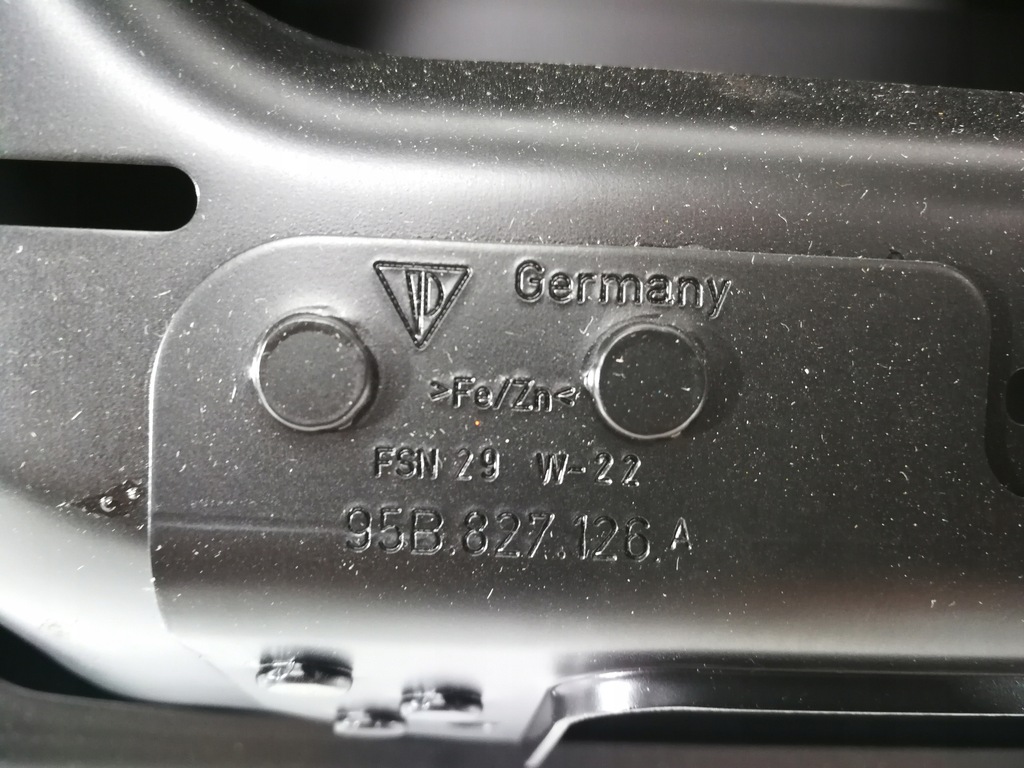 Germany
>Fe/Zn<
FSN 29 W-22
95B.827.126.A